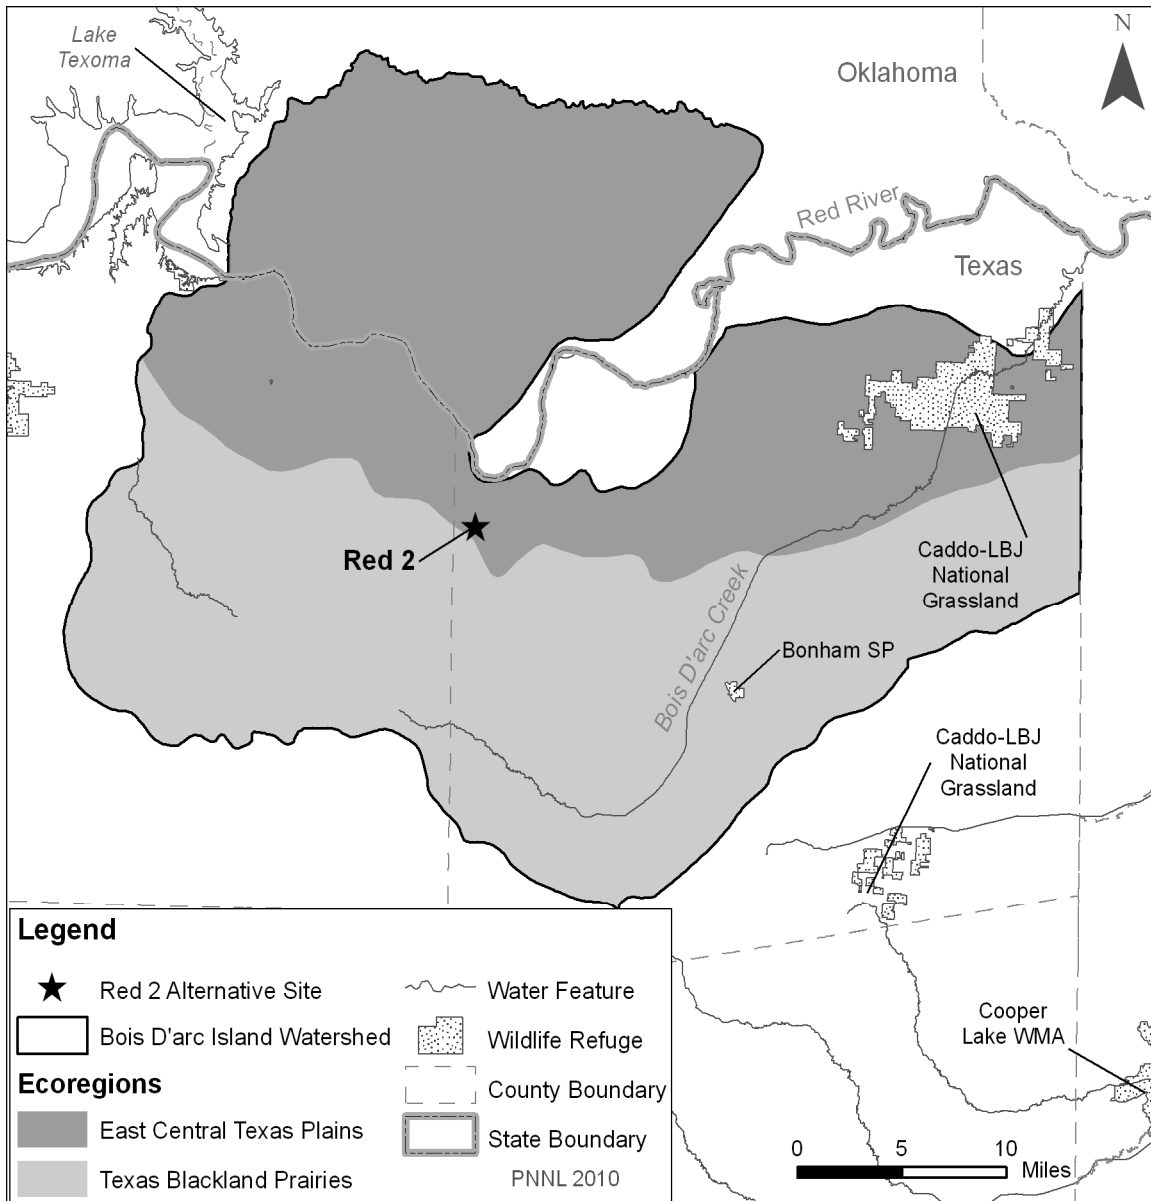 N
Lake
Texoma
Oklahoma
Red River
Texas
Red 2
Caddo-LBJ
National
Grassland
Bois D'arc Creek
Bonham SP
Caddo-LBJ
National
Grassland
Cooper
Lake WMA
Legend
Red 2 Alternative Site
Bois D'arc Island Watershed
Ecoregions
East Central Texas Plains
Texas Blackland Prairies
Water Feature
Wildlife Refuge
County Boundary
State Boundary
PNNL 2010
0 5 10
Miles